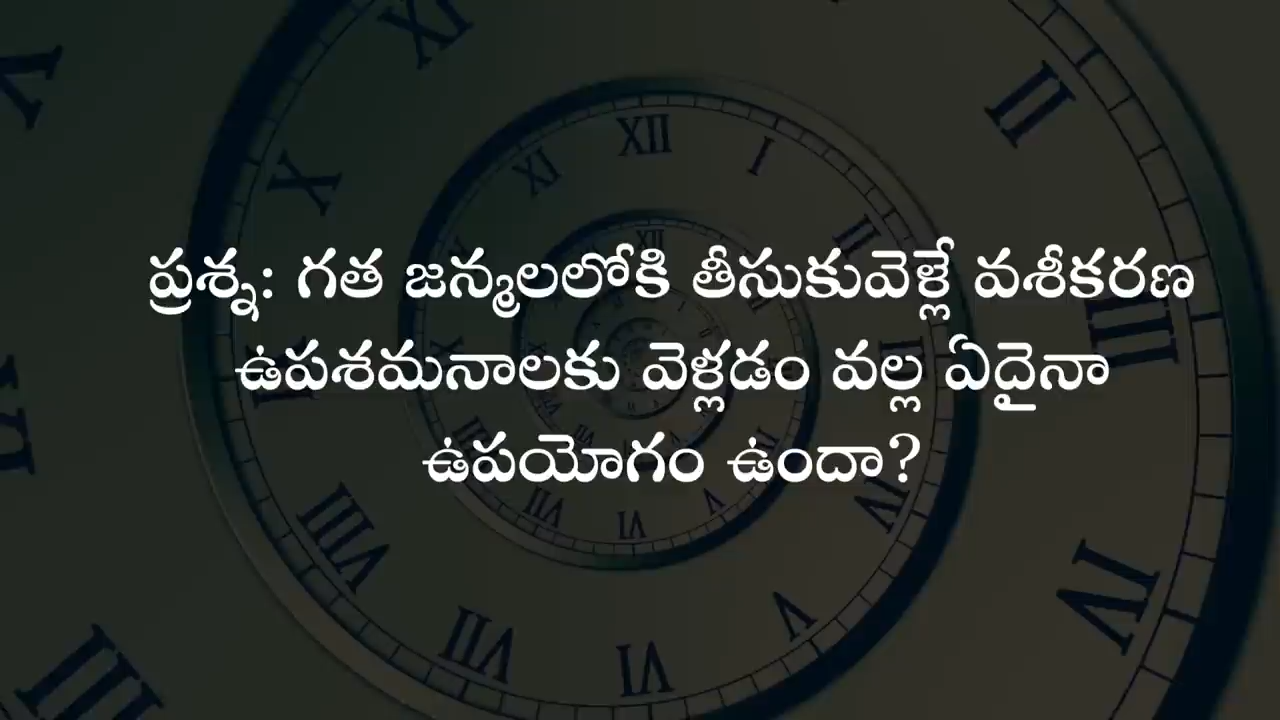 ప్రశ్న: గత జన్మలలోకి తీసుకువెళ్లే వశీకరణ
ఉపశమనాలకు వెళ్లడం వల్ల ఏదైనా
ఉపయోగం ఉందా?